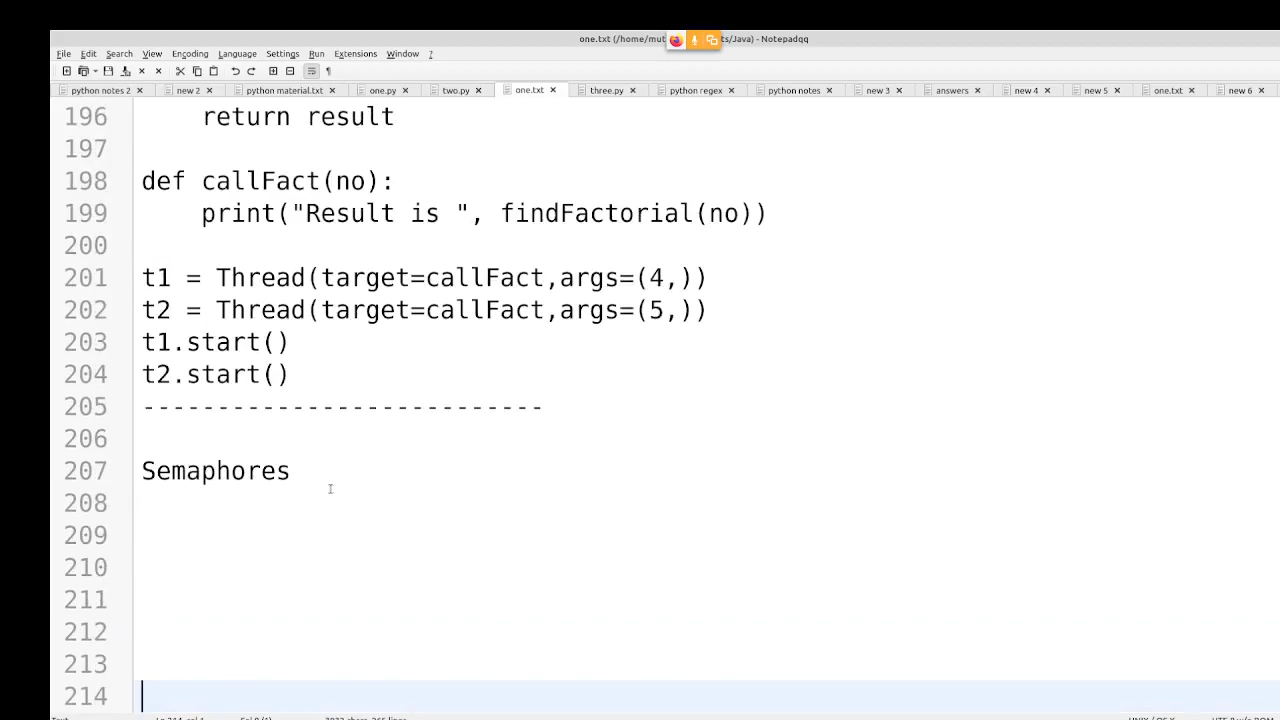 one.txt (/home/mut ts/Java) - Notepadqq
File Edit Search View Encoding Language Settings Run Extensions Window ?
python notes 2 new 2 python material.txt one.py two.py one.txt three.py python regex python notes new 3 answers new 4 new 5 one.txt new 6
196 return result
197
198 def callFact(no):
199 print("Result is ", findFactorial(no))
200
201 t1 = Thread(target=callFact,args=(4,))
202 t2 = Thread(target=callFact,args=(5,))
203 t1.start()
204 t2.start()
205 ---------------------------
206
207 Semaphores
208
209
210
211
212
213
214